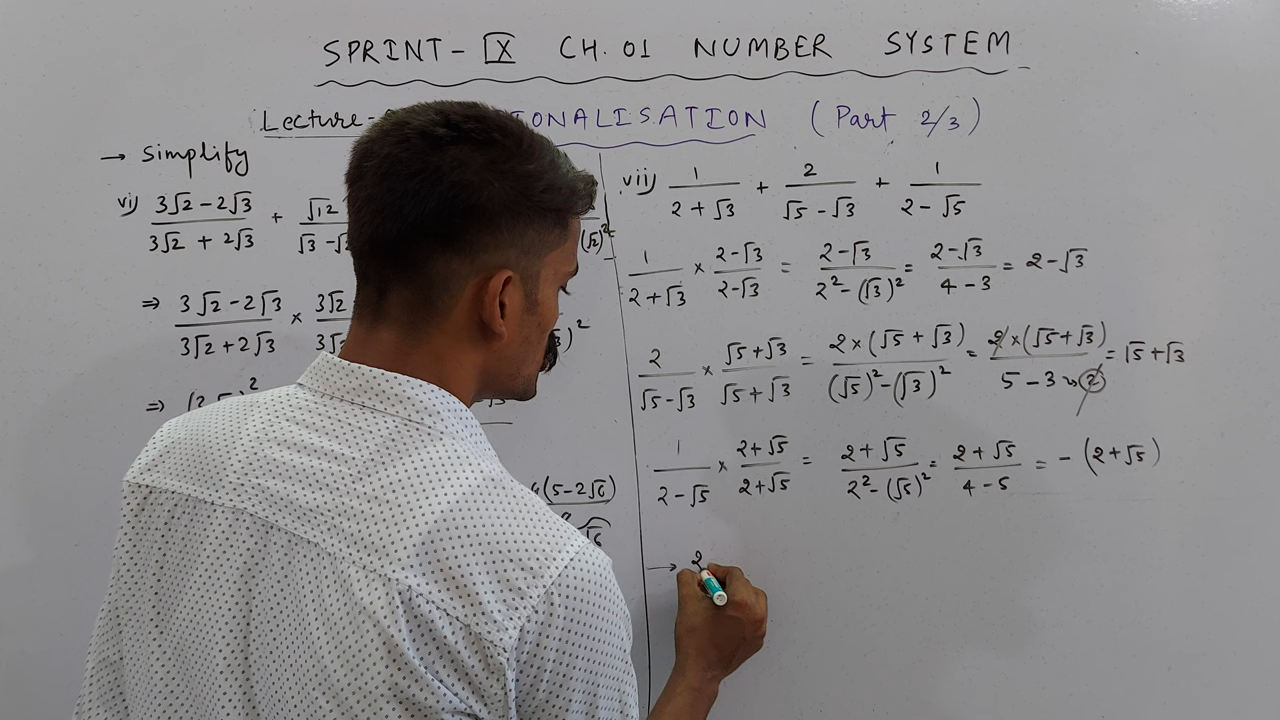 SPRINT-IX CH.01 NUMBER SYSTEM
Lecture- (Part 2/3)
→ Simplify
vi) (3√2 - 2√3)/(3√2 + 2√3) + √12/(√3 - √2
⇒ (3√2 - 2√3)/(3√2 + 2√3) × 3√2
5 - 2√6)
vii) 1/(2 + √3) + 2/(√5 - √3) + 1/(2 - √5)
1/(2+√3) × (2-√3)/(2-√3) = (2-√3)/(2² - (√3)²) = (2-√3)/(4 - 3) = 2-√3
2/(√5-√3) × (√5+√3)/(√5+√3) = (2×(√5 + √3))/((√5)² - (√3)²) = (2×(√5+√3))/(5 - 3 → 2) = √5 + √3
1/(2-√5) × (2+√5)/(2+√5) = (2+√5)/(2² - (√5)²) = (2+√5)/(4 - 5) = - (2+√5)
→ 2